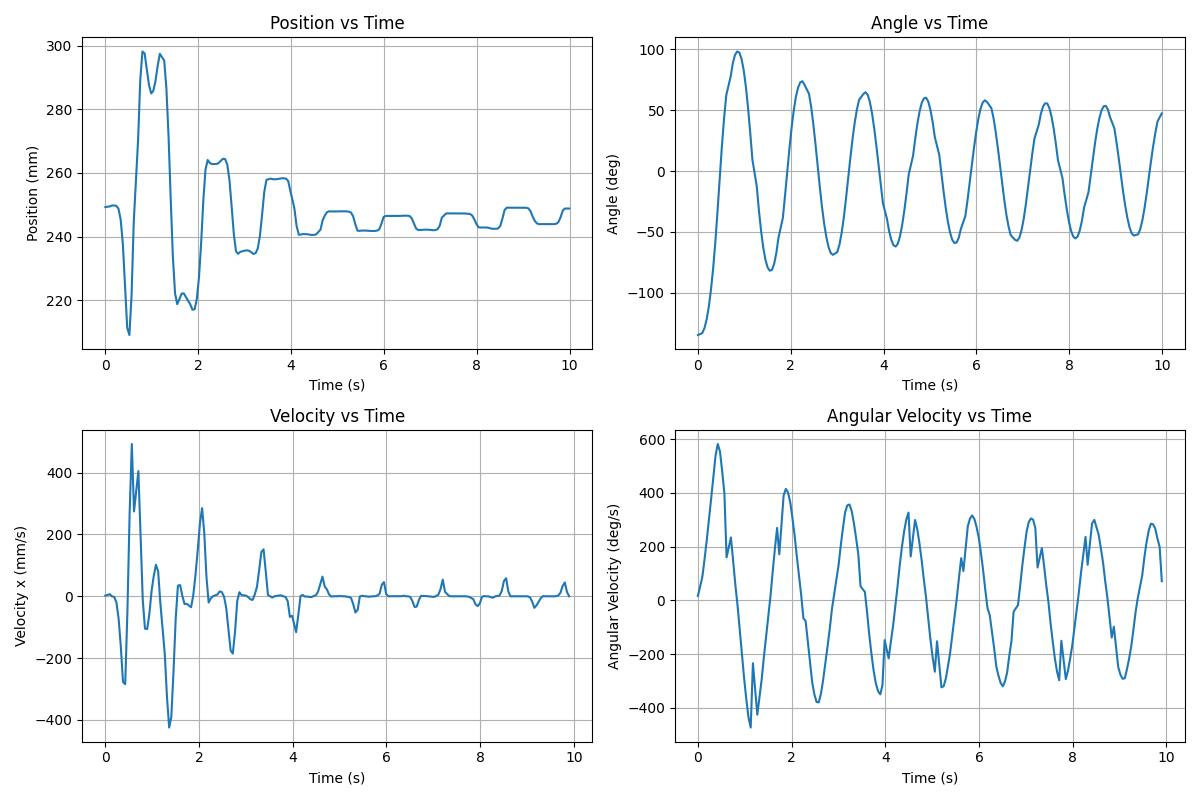 Position vs Time
300
280
260
240
220
Position (mm)
0 2 4 6 8 10
Time (s)
Angle vs Time
100
50
0
−50
−100
Angle (deg)
0 2 4 6 8 10
Time (s)
Velocity vs Time
400
200
0
−200
−400
Velocity x (mm/s)
0 2 4 6 8 10
Time (s)
Angular Velocity vs Time
600
400
200
0
−200
−400
Angular Velocity (deg/s)
0 2 4 6 8 10
Time (s)